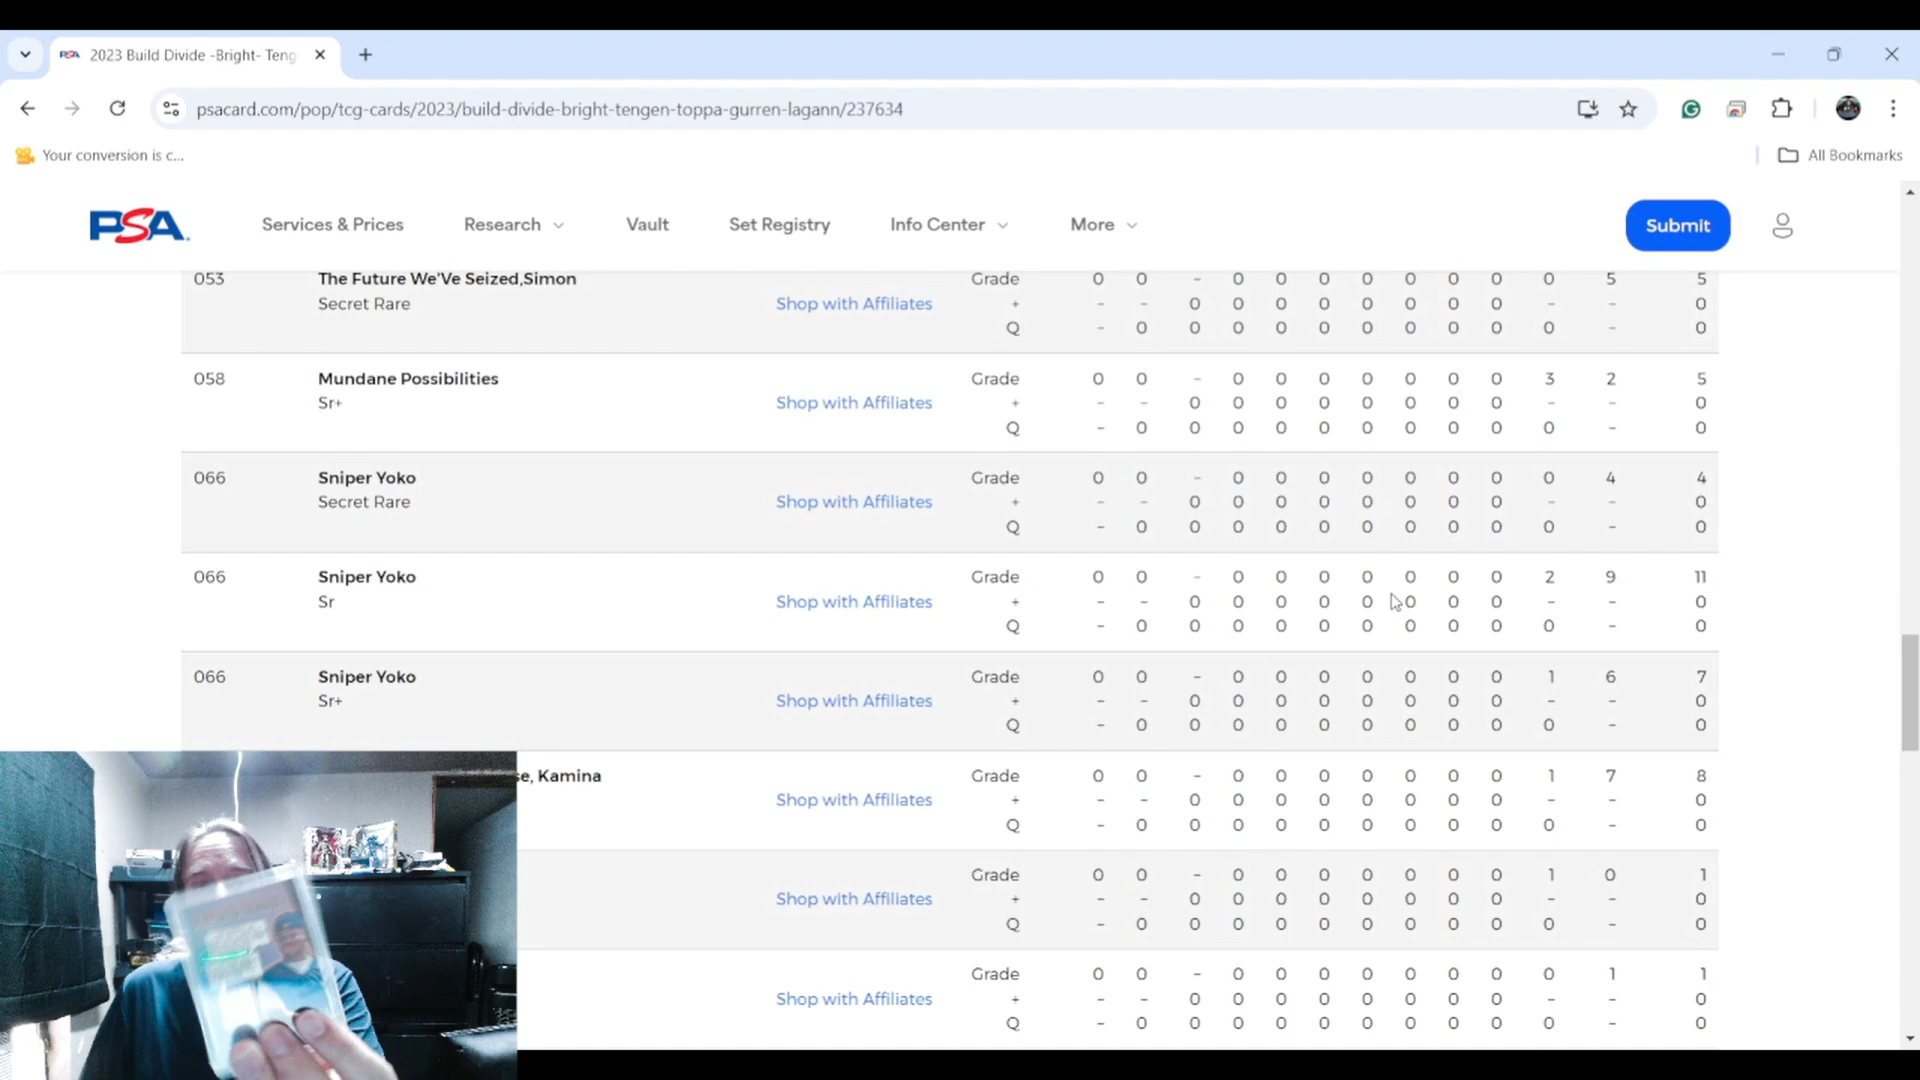 2023 Build Divide -Bright- Teng
psacard.com/pop/tcg-cards/2023/build-divide-bright-tengen-toppa-gurren-lagann/237634
Your conversion is c...
All Bookmarks
PSA
Services & Prices Research Vault Set Registry Info Center More Submit
053 The Future We'Ve Seized,Simon Grade 0 0 - 0 0 0 0 0 0 0 0 5 5
Secret Rare Shop with Affiliates + - - 0 0 0 0 0 0 0 0 - - 0
Q - 0 0 0 0 0 0 0 0 0 0 - 0
058 Mundane Possibilities Grade 0 0 - 0 0 0 0 0 0 0 3 2 5
Sr+ Shop with Affiliates + - - 0 0 0 0 0 0 0 0 - - 0
Q - 0 0 0 0 0 0 0 0 0 0 - 0
066 Sniper Yoko Grade 0 0 - 0 0 0 0 0 0 0 0 4 4
Secret Rare Shop with Affiliates + - - 0 0 0 0 0 0 0 0 - - 0
Q - 0 0 0 0 0 0 0 0 0 0 - 0
066 Sniper Yoko Grade 0 0 - 0 0 0 0 0 0 0 2 9 11
Sr Shop with Affiliates + - - 0 0 0 0 0 0 0 0 - - 0
Q - 0 0 0 0 0 0 0 0 0 0 - 0
066 Sniper Yoko Grade 0 0 - 0 0 0 0 0 0 0 1 6 7
Sr+ Shop with Affiliates + - - 0 0 0 0 0 0 0 0 - - 0
Q - 0 0 0 0 0 0 0 0 0 0 - 0
se, Kamina Grade 0 0 - 0 0 0 0 0 0 0 1 7 8
Shop with Affiliates + - - 0 0 0 0 0 0 0 0 - - 0
Q - 0 0 0 0 0 0 0 0 0 0 - 0
Grade 0 0 - 0 0 0 0 0 0 0 1 0 1
Shop with Affiliates + - - 0 0 0 0 0 0 0 0 - - 0
Q - 0 0 0 0 0 0 0 0 0 0 - 0
Grade 0 0 - 0 0 0 0 0 0 0 0 1 1
Shop with Affiliates + - - 0 0 0 0 0 0 0 0 - - 0
Q - 0 0 0 0 0 0 0 0 0 0 - 0